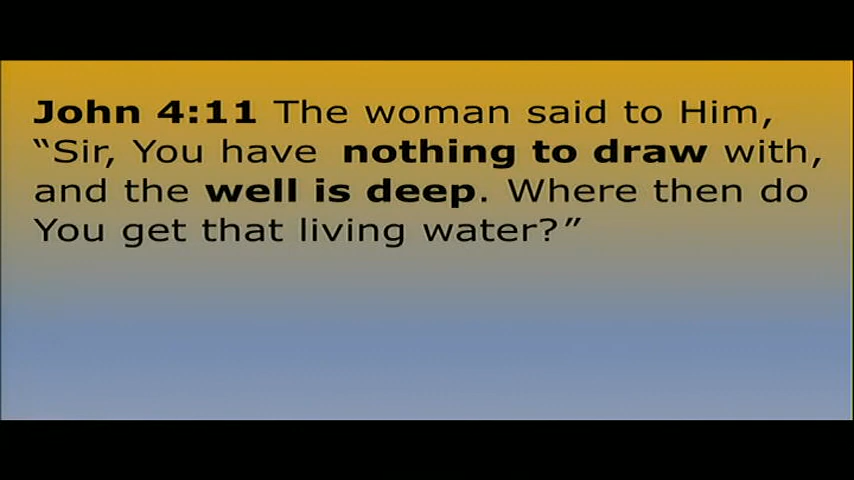 John 4:11 The woman said to Him,
“Sir, You have nothing to draw with,
and the well is deep. Where then do
You get that living water?”